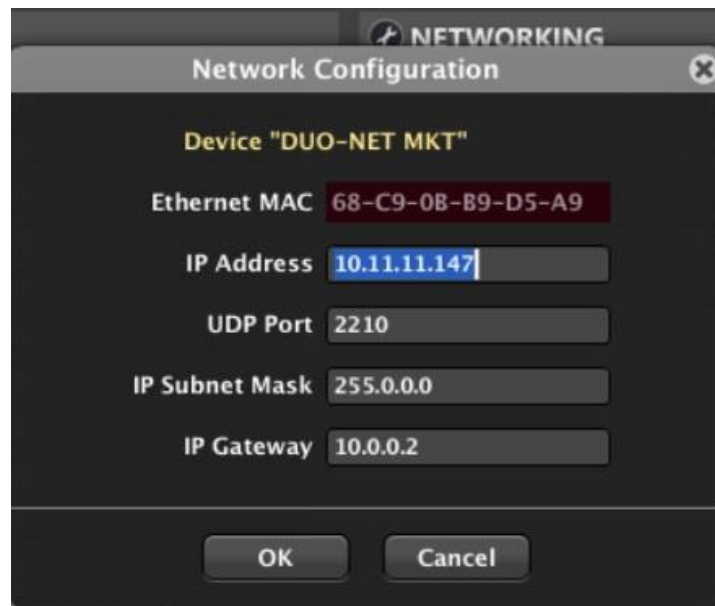 NETWORKING
Network Configuration
Device "DUO-NET MKT"
Ethernet MAC 68-C9-0B-B9-D5-A9
IP Address 10.11.11.147
UDP Port 2210
IP Subnet Mask 255.0.0.0
IP Gateway 10.0.0.2
OK Cancel